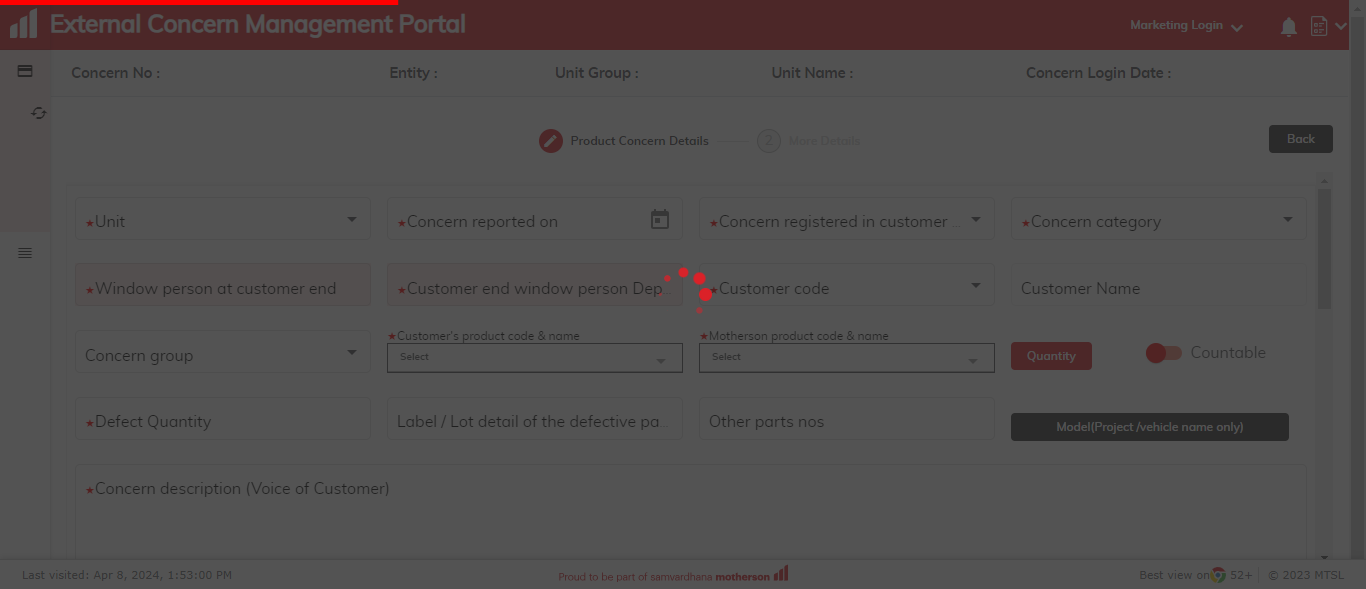 External Concern Management Portal
Marketing Login
Concern No : Entity : Unit Group : Unit Name : Concern Login Date :
Product Concern Details 2 More Details Back
*Unit *Concern reported on *Concern registered in customer ... *Concern category
*Window person at customer end *Customer end window person Dep... *Customer code Customer Name
*Customer's product code & name *Motherson product code & name
Concern group Select Select Quantity Countable
*Defect Quantity Label / Lot detail of the defective pa... Other parts nos Model(Project /vehicle name only)
*Concern description (Voice of Customer)
Last visited: Apr 8, 2024, 1:53:00 PM Proud to be part of samvardhana motherson Best view on 52+ © 2023 MTSL